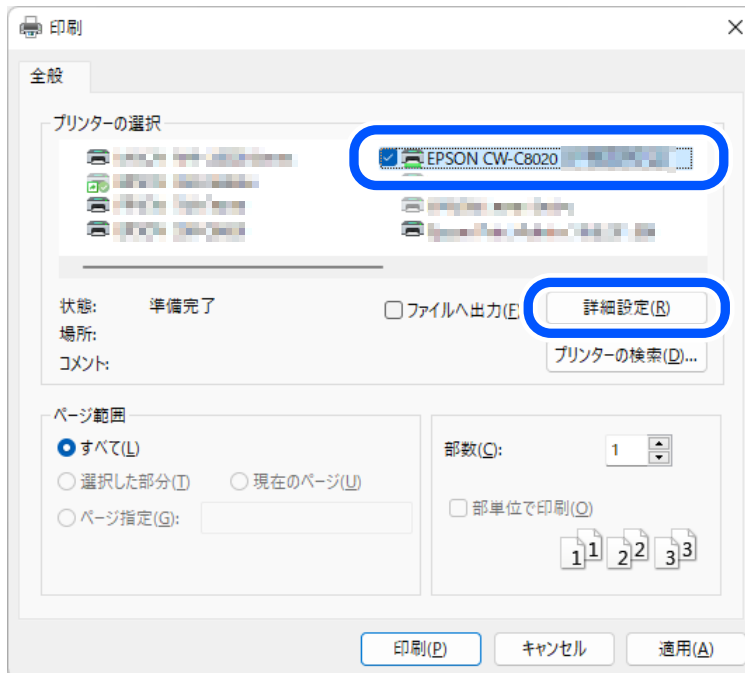 印刷
全般
プリンターの選択
EPSON CW-C8020
状態: 準備完了
ファイルへ出力(F)
詳細設定(R)
場所:
コメント:
プリンターの検索(D)...
ページ範囲
すべて(L)
選択した部分(T) 現在のページ(U)
ページ指定(G):
部数(C): 1
部単位で印刷(O)
1 1 2 2 3 3
印刷(P) キャンセル 適用(A)